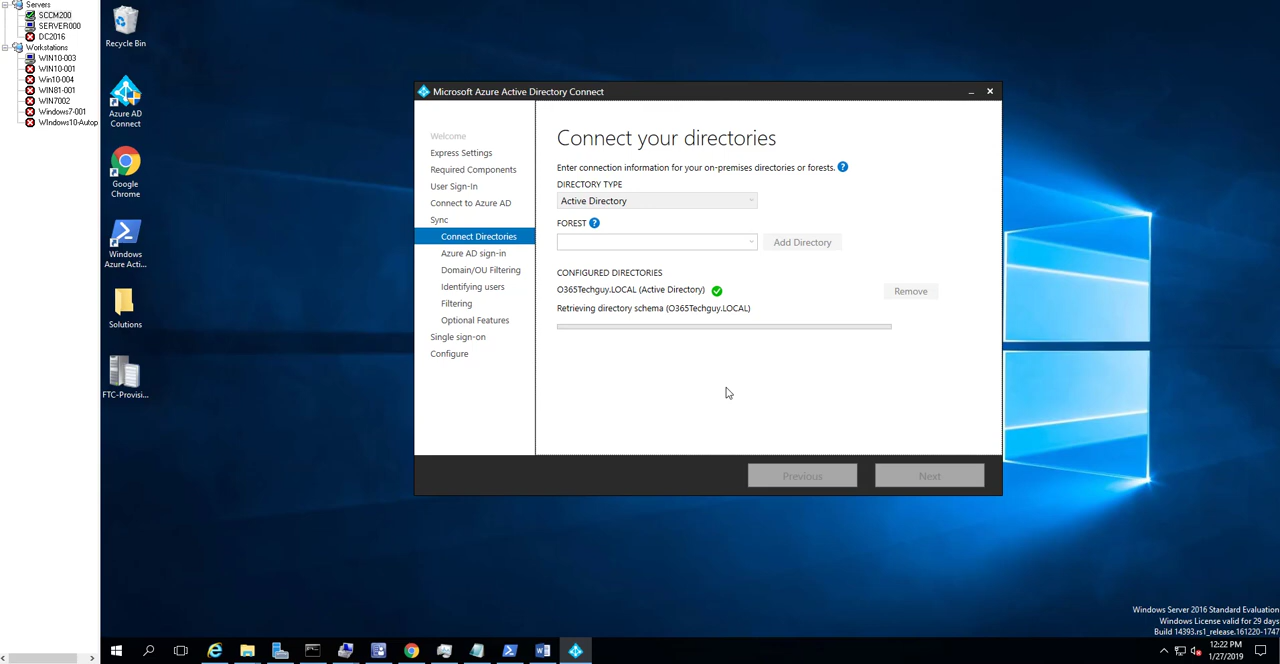 Servers
SCCM200
SERVER000
DC2016
Workstations
WIN10-003
WIN10-001
Win10-004
WIN81-001
WIN7002
Windows7-001
WIndows10-Autop
Recycle Bin
Azure AD
Connect
Google
Chrome
Windows
Azure Acti...
Solutions
FTC-Provisi...
Microsoft Azure Active Directory Connect
Welcome
Express Settings
Required Components
User Sign-In
Connect to Azure AD
Sync
Connect Directories
Azure AD sign-in
Domain/OU Filtering
Identifying users
Filtering
Optional Features
Single sign-on
Configure
Connect your directories
Enter connection information for your on-premises directories or forests. ?
DIRECTORY TYPE
Active Directory
FOREST ?
Add Directory
CONFIGURED DIRECTORIES
O365Techguy.LOCAL (Active Directory)
Remove
Retrieving directory schema (O365Techguy.LOCAL)
Previous
Next
Windows Server 2016 Standard Evaluation
Windows License valid for 29 days
Build 14393.rs1_release.161220-1747
12:22 PM
1/27/2019